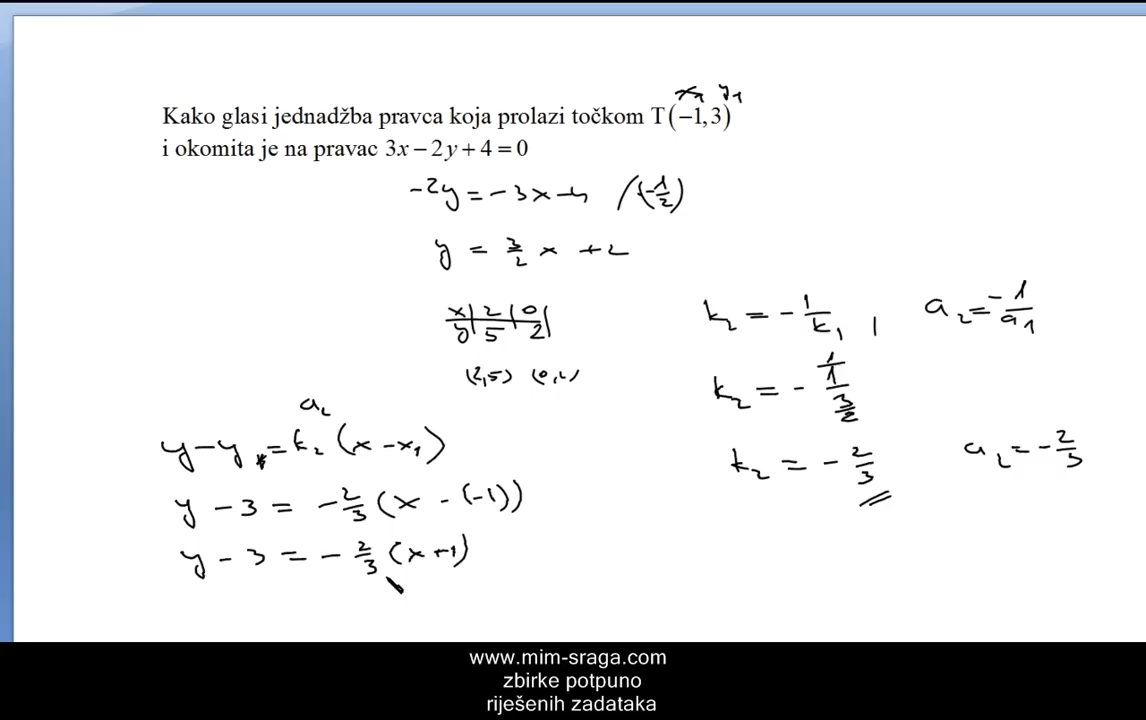 x₁ y₁
Kako glasi jednadžba pravca koja prolazi točkom T(−1,3)
i okomita je na pravac 3x − 2y + 4 = 0
-2y = -3x-4 /(-1/2)
y = 3/2 x +2
x | 2 | 0 |
y | 5 | 2 |
(2,5) (0,2)
k₂ = - 1/k₁ , a₂ = -1/a₁
k₂ = - 1/(3/2)
k₂ = - 2/3 a₂ = - 2/3
a₂
y - y₁ = k₂ (x - x₁)
y - 3 = - 2/3 (x - (-1))
y - 3 = - 2/3 (x+1)
www.mim-sraga.com
zbirke potpuno
riješenih zadataka